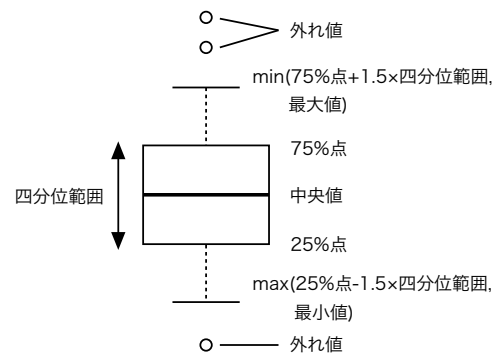 外れ値
min(75%点+1.5×四分位範囲,
最大値)
75%点
四分位範囲
中央値
25%点
max(25%点-1.5×四分位範囲,
最小値)
外れ値